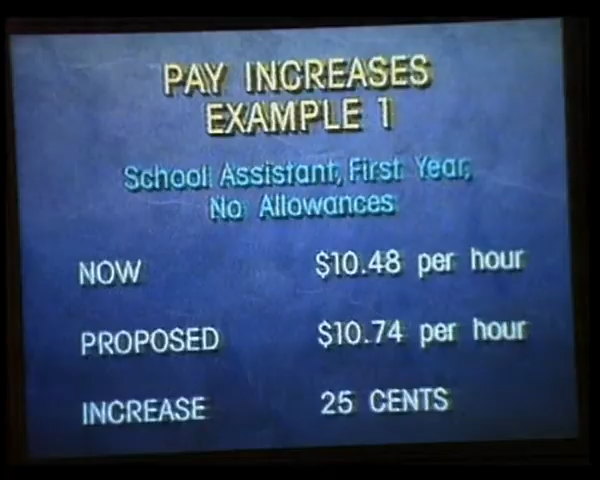 PAY INCREASES
EXAMPLE 1
School Assistant, First Year,
No Allowances
NOW $10.48 per hour
PROPOSED $10.74 per hour
INCREASE 25 CENTS